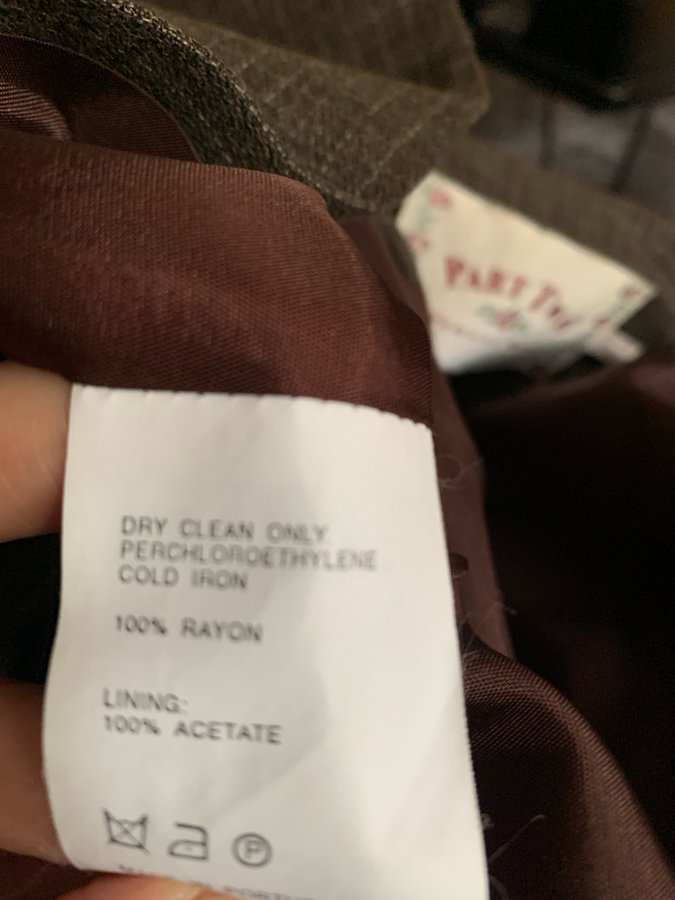 PART TWO
DRY CLEAN ONLY
PERCHLOROETHYLENE
COLD IRON
100% RAYON
LINING:
100% ACETATE
P